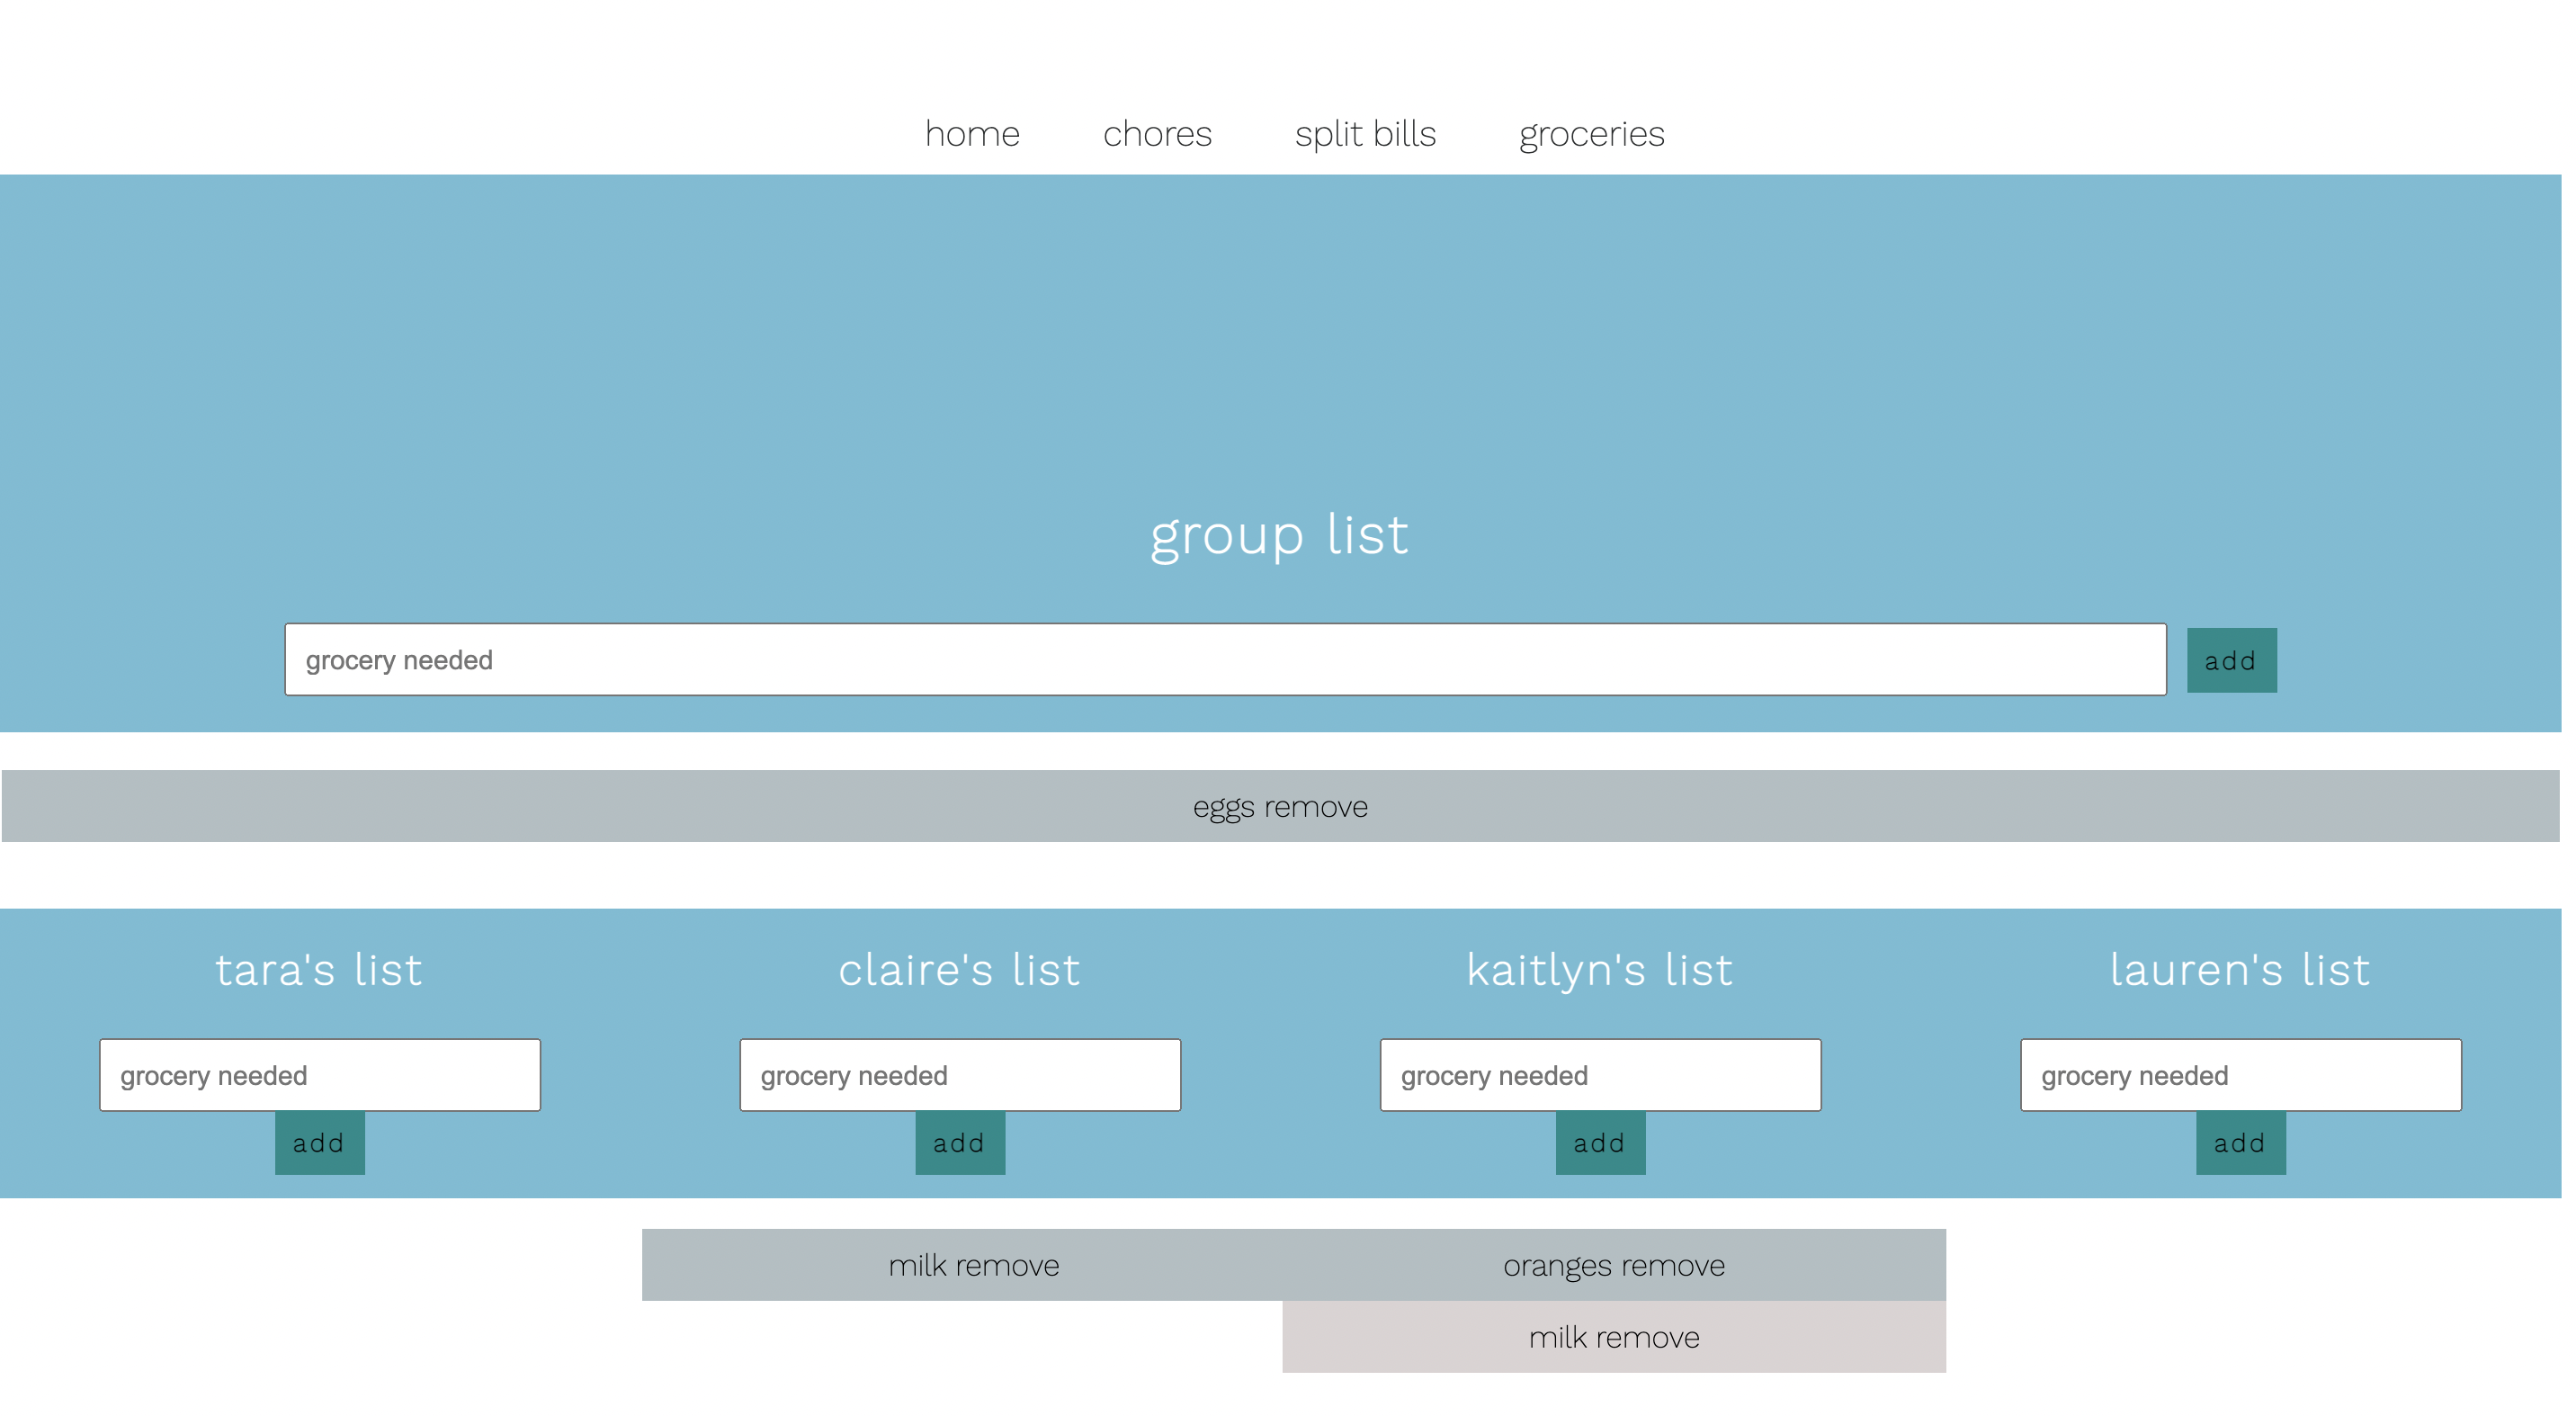 home chores split bills groceries
group list
grocery needed add
eggs remove
tara's list claire's list kaitlyn's list lauren's list
grocery needed grocery needed grocery needed grocery needed
add add add add
milk remove oranges remove
milk remove